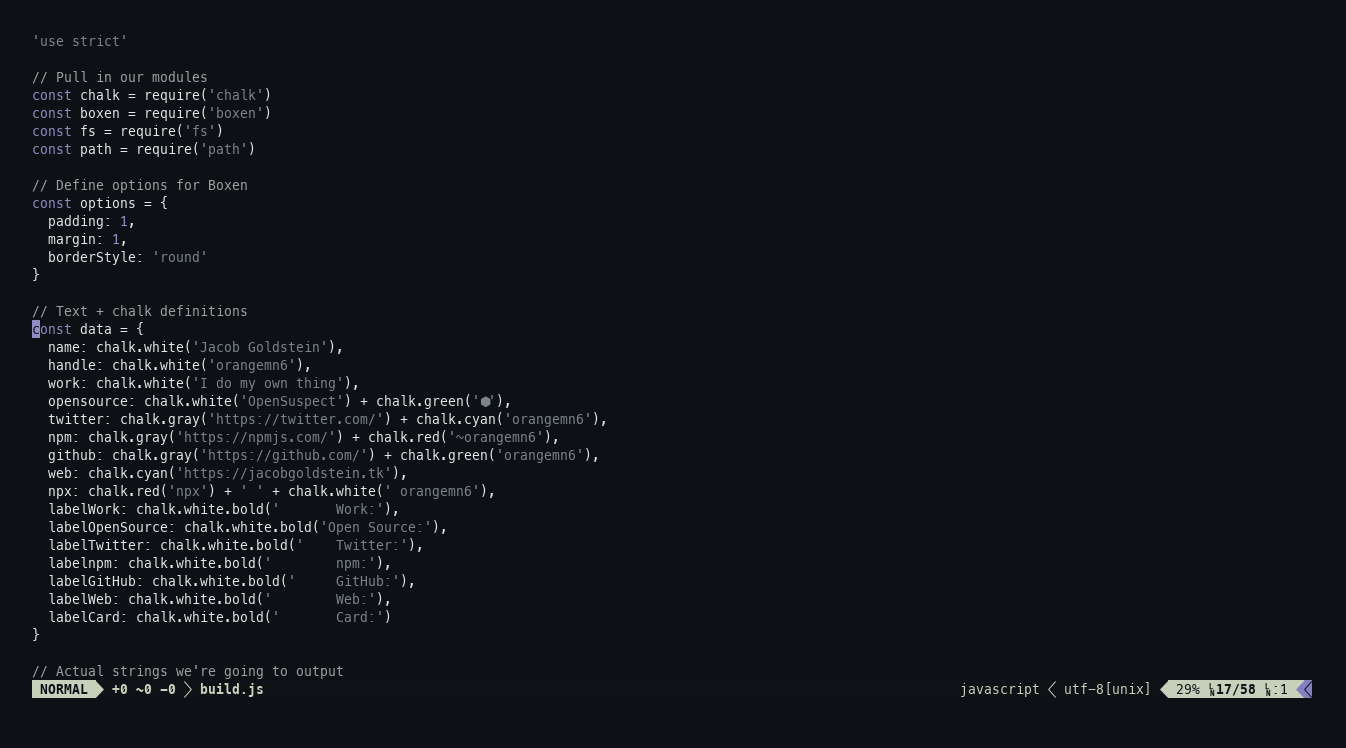 'use strict'

// Pull in our modules
const chalk = require('chalk')
const boxen = require('boxen')
const fs = require('fs')
const path = require('path')

// Define options for Boxen
const options = {
  padding: 1,
  margin: 1,
  borderStyle: 'round'
}

// Text + chalk definitions
const data = {
  name: chalk.white('Jacob Goldstein'),
  handle: chalk.white('orangemn6'),
  work: chalk.white('I do my own thing'),
  opensource: chalk.white('OpenSuspect') + chalk.green('⬢'),
  twitter: chalk.gray('https://twitter.com/') + chalk.cyan('orangemn6'),
  npm: chalk.gray('https://npmjs.com/') + chalk.red('~orangemn6'),
  github: chalk.gray('https://github.com/') + chalk.green('orangemn6'),
  web: chalk.cyan('https://jacobgoldstein.tk'),
  npx: chalk.red('npx') + ' ' + chalk.white(' orangemn6'),
  labelWork: chalk.white.bold('       Work:'),
  labelOpenSource: chalk.white.bold('Open Source:'),
  labelTwitter: chalk.white.bold('    Twitter:'),
  labelnpm: chalk.white.bold('        npm:'),
  labelGitHub: chalk.white.bold('     GitHub:'),
  labelWeb: chalk.white.bold('        Web:'),
  labelCard: chalk.white.bold('       Card:')
}

// Actual strings we're going to output
NORMAL +0 ~0 -0 build.js javascript utf-8[unix] 29% ㏑17/58 ㏑:1